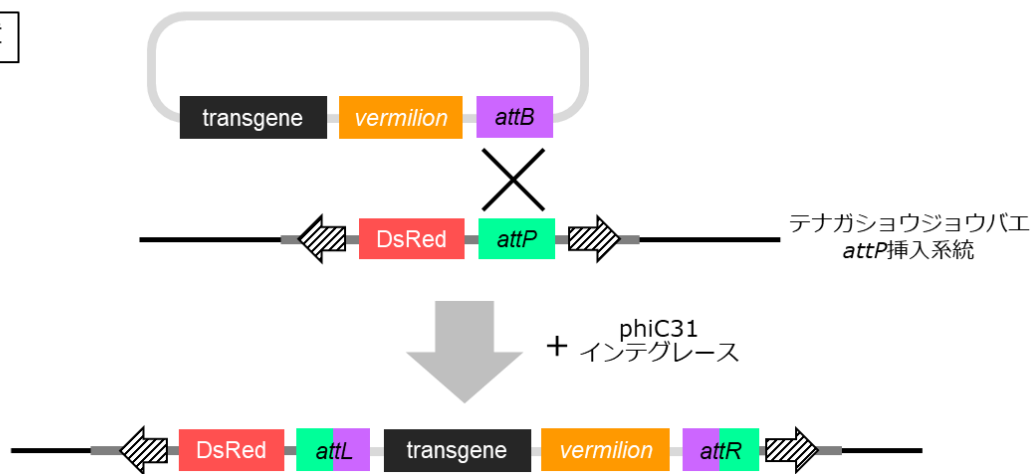 transgene vermilion attB
DsRed attP
テナガショウジョウバエ
attP挿入系統
+ phiC31
インテグレース
DsRed attL transgene vermilion attR